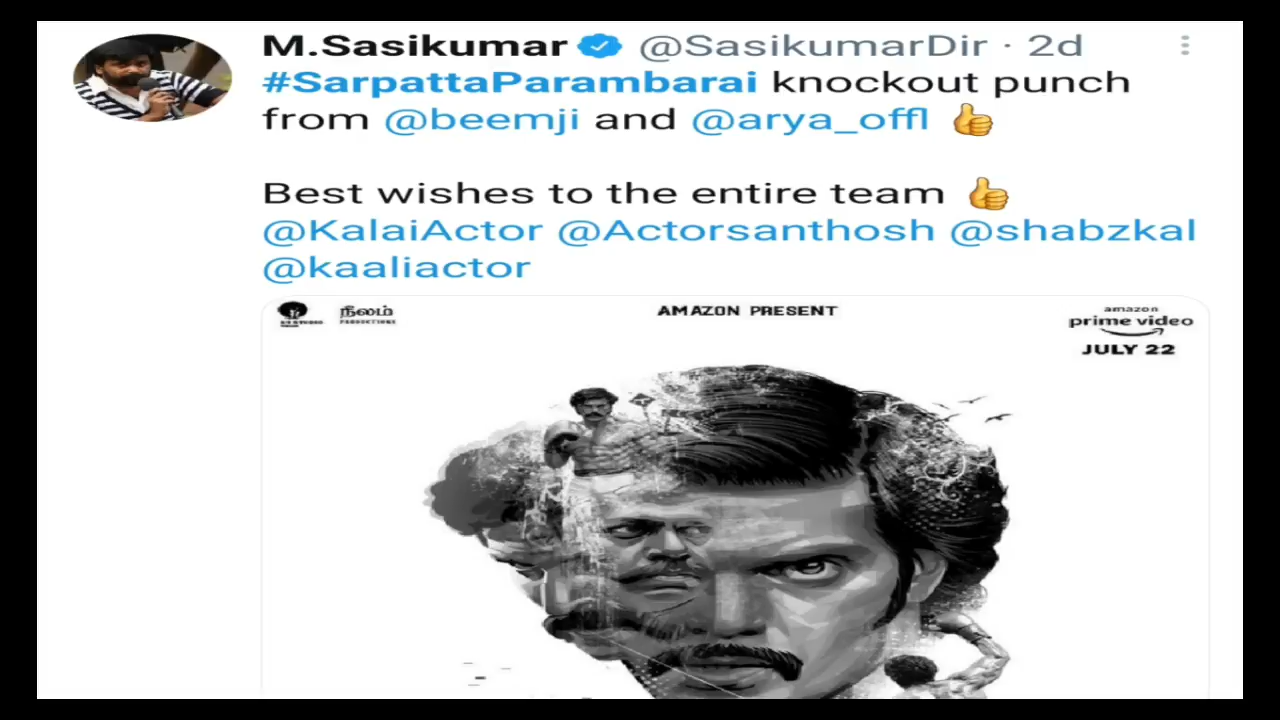 M.Sasikumar @SasikumarDir · 2d
#SarpattaParambarai knockout punch
from @beemji and @arya_offl 👍
Best wishes to the entire team 👍
@KalaiActor @Actorsanthosh @shabzkal
@kaaliactor
நீலம்
PRODUCTIONS
AMAZON PRESENT
amazon
prime video
JULY 22